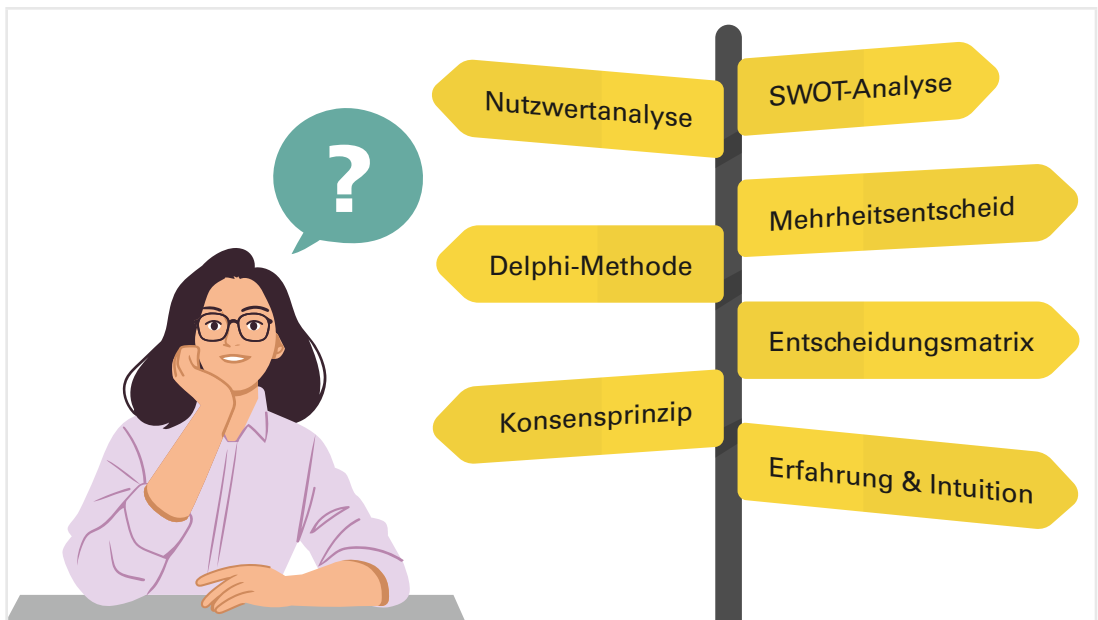 ?
Nutzwertanalyse
SWOT-Analyse
Mehrheitsentscheid
Delphi-Methode
Entscheidungsmatrix
Konsensprinzip
Erfahrung & Intuition